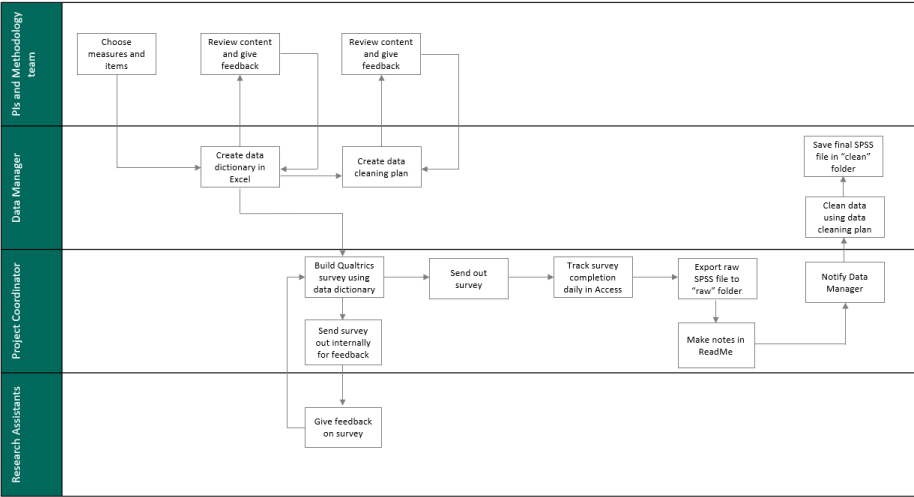 PIs and Methodology
team
Choose
measures and
items
Review content
and give
feedback
Review content
and give
feedback
Data Manager
Create data
dictionary in
Excel
Create data
cleaning plan
Save final SPSS
file in “clean”
folder
Clean data
using data
cleaning plan
Project Coordinator
Build Qualtrics
survey using
data dictionary
Send out
survey
Track survey
completion
daily in Access
Export raw
SPSS file to
“raw” folder
Notify Data
Manager
Send survey
out internally
for feedback
Make notes in
ReadMe
Research Assistants
Give feedback
on survey